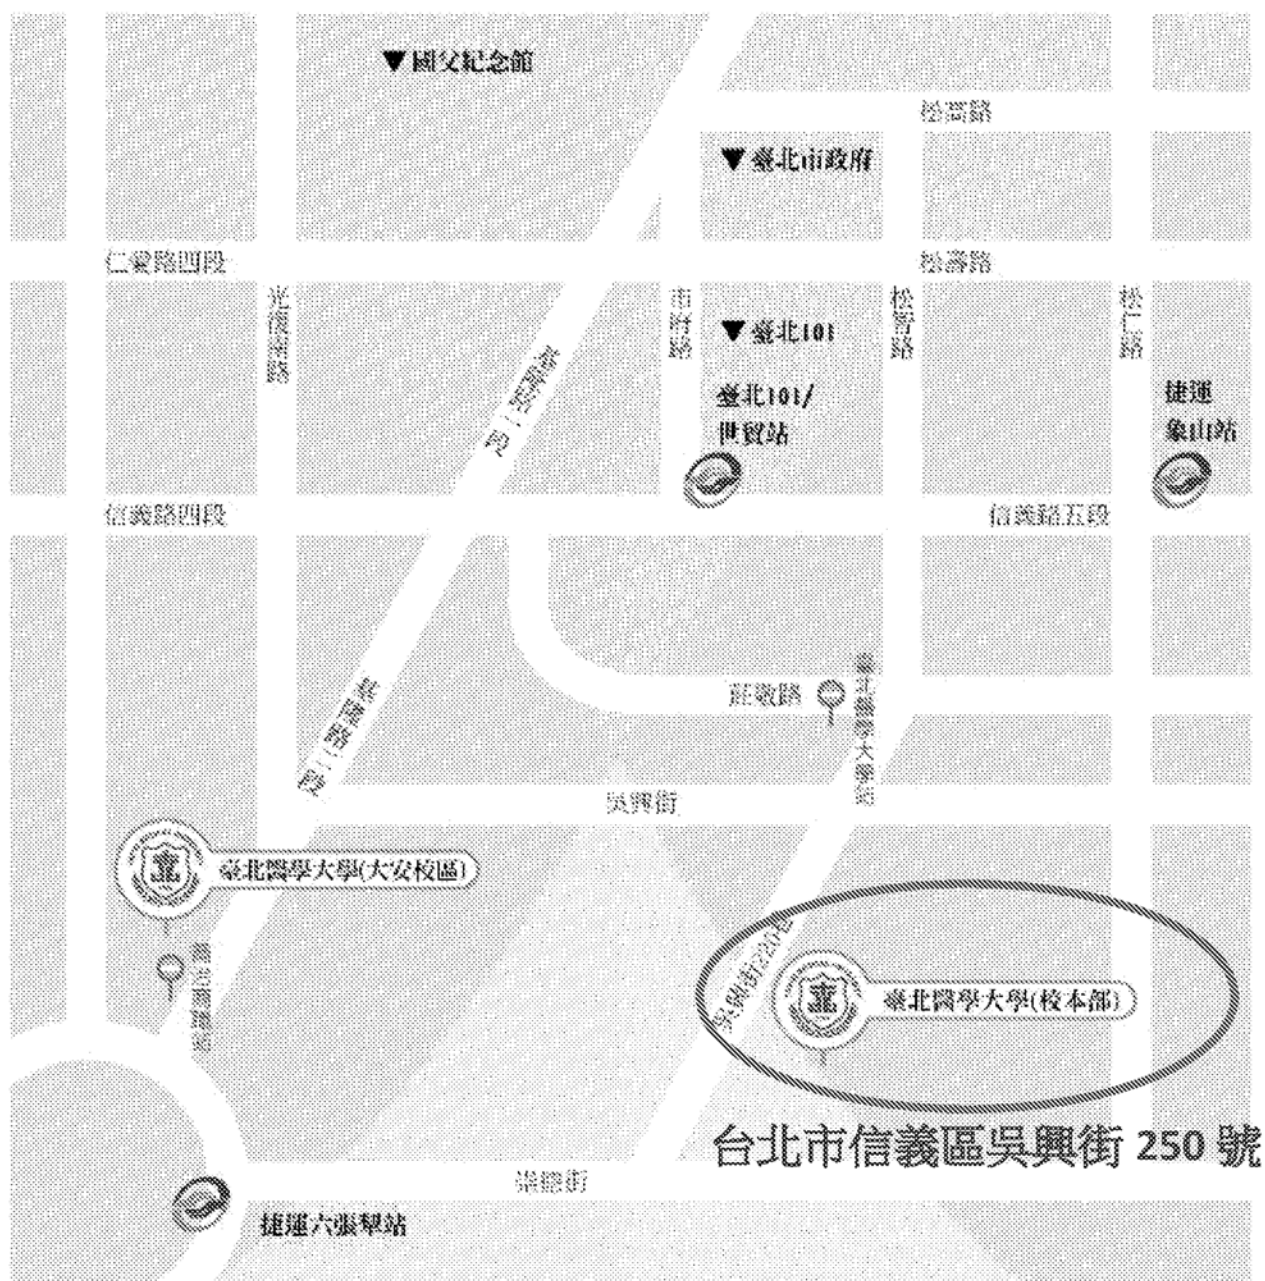 ▼國父紀念館
松高路
▼臺北市政府
仁愛路四段
松壽路
光復南路
市府路
松智路
松仁路
▼臺北101
基隆路一段
臺北101/
世貿站
捷運
象山站
信義路四段
信義路五段
莊敬路
臺北醫學大學站
基隆路二段
吳興街
臺北醫學大學(大安校區)
吳興街220巷
臺北醫學大學(校本部)
台北市信義區吳興街 250 號
崇德街
捷運六張犁站